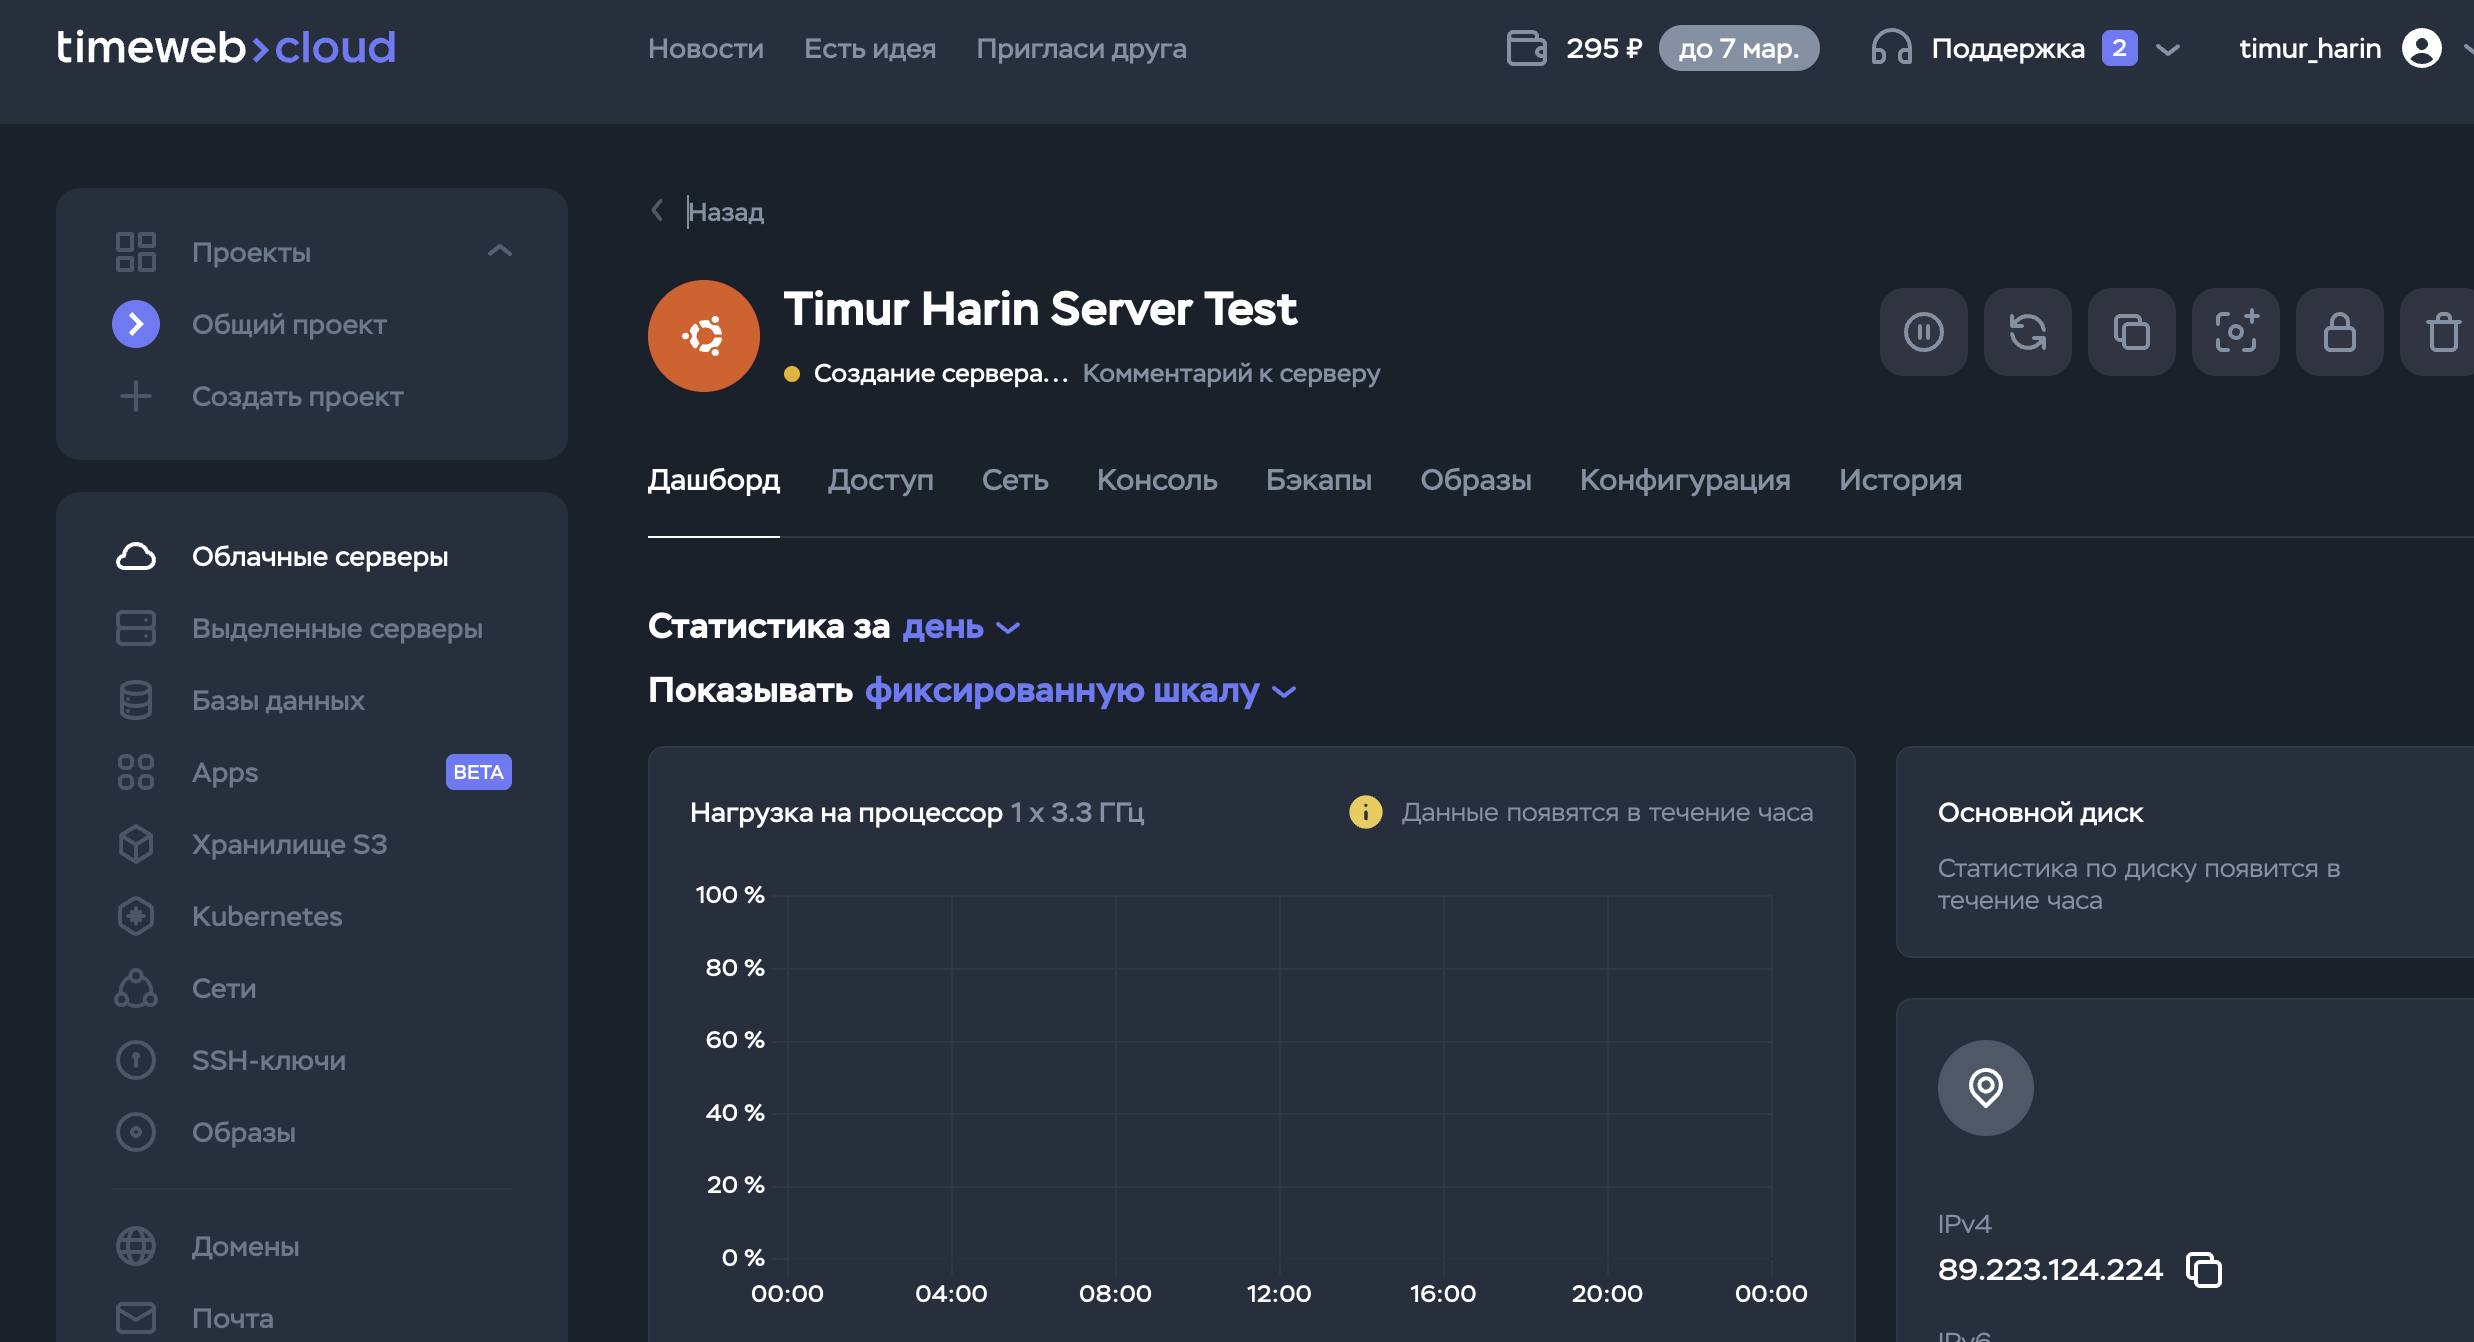 timeweb>cloud
Новости Есть идея Пригласи друга
295 ₽ до 7 мар. Поддержка 2 timur_harin
Проекты
Общий проект
Создать проект
Облачные серверы
Выделенные серверы
Базы данных
Apps BETA
Хранилище S3
Kubernetes
Сети
SSH-ключи
Образы
Домены
Почта
Назад
Timur Harin Server Test
Создание сервера... Комментарий к серверу
Дашборд Доступ Сеть Консоль Бэкапы Образы Конфигурация История
Статистика за день
Показывать фиксированную шкалу
Нагрузка на процессор 1 x 3.3 ГГц
Данные появятся в течение часа
100 %
80 %
60 %
40 %
20 %
0 %
00:00 04:00 08:00 12:00 16:00 20:00 00:00
Основной диск
Статистика по диску появится в
течение часа
IPv4
89.223.124.224
IPv6